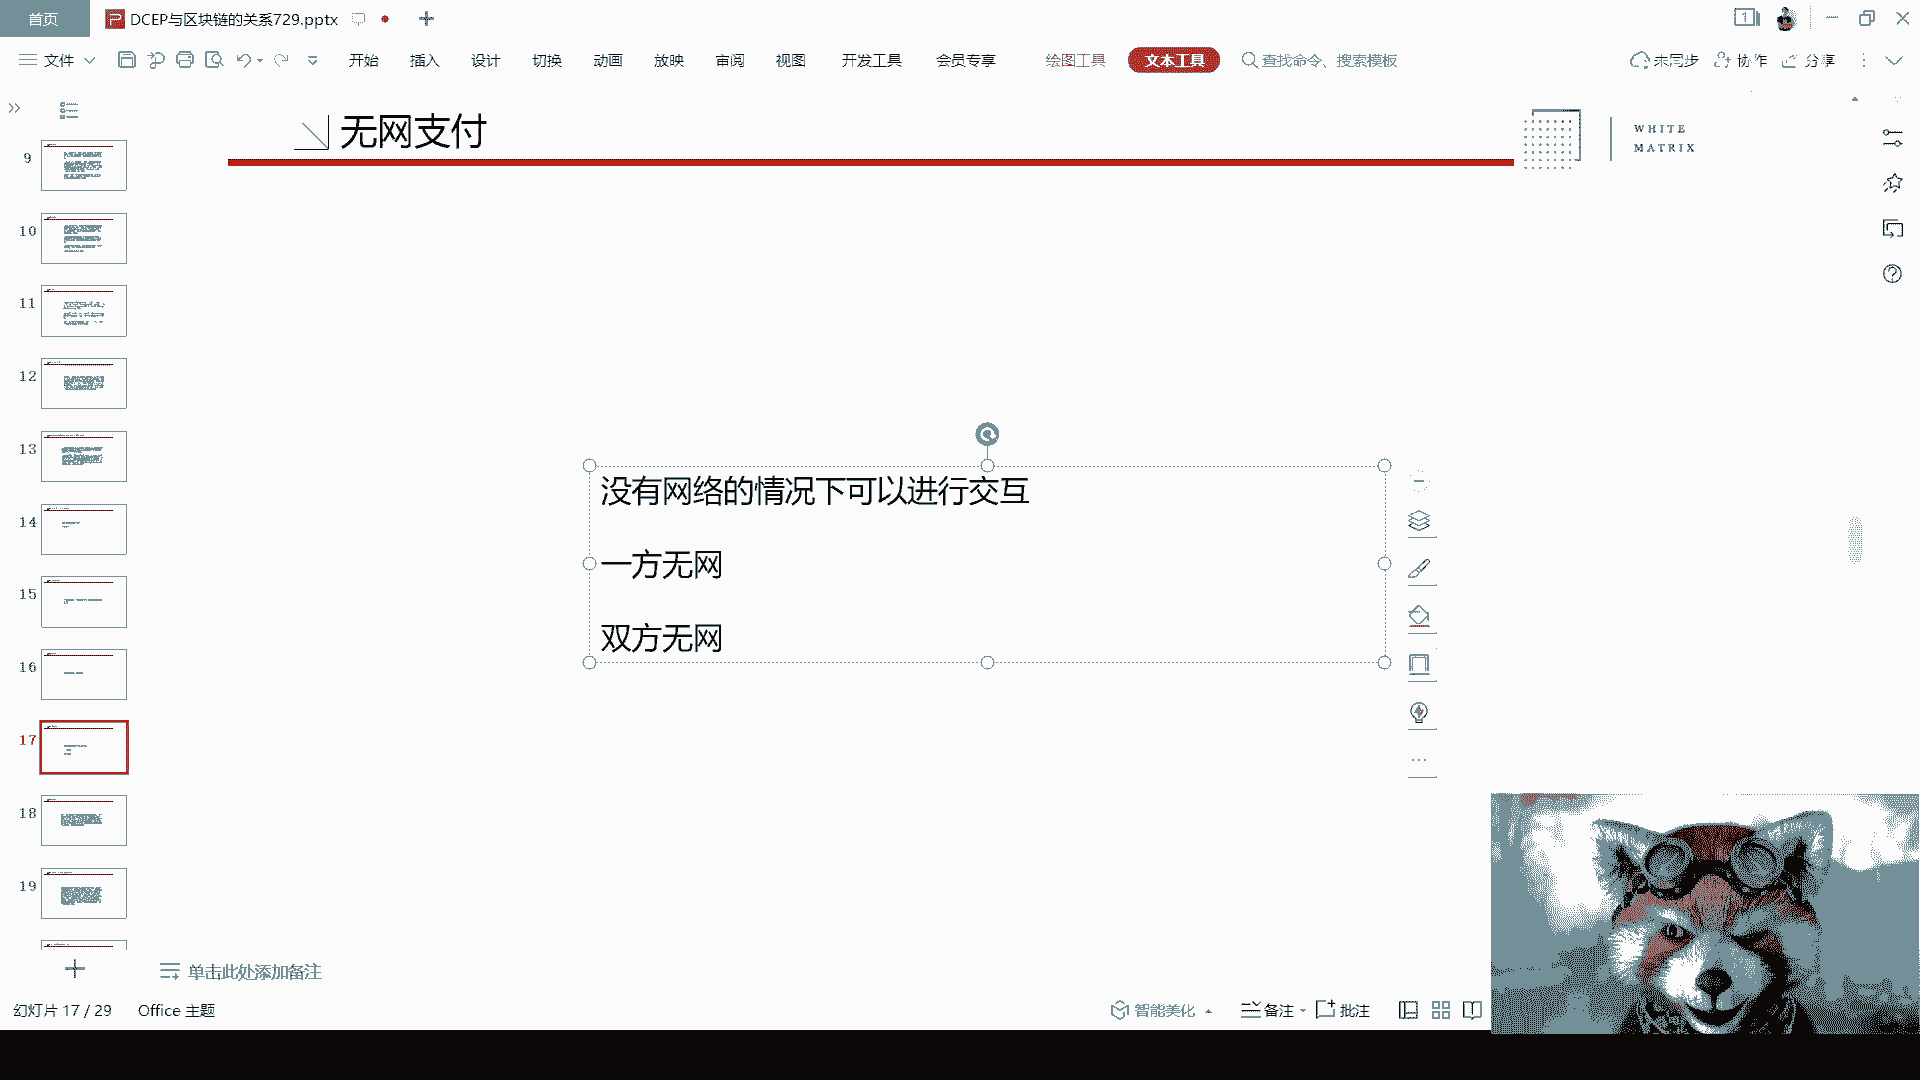 首页
DCEP与区块链的关系729.pptx
1
文件
开始
插入
设计
切换
动画
放映
审阅
视图
开发工具
会员专享
绘图工具
文本工具
查找命令、搜索模板
未同步
协作
分享
无网支付
WHITE
MATRIX
9
10
11
12
13
14
15
16
17
18
19
没有网络的情况下可以进行交互
一方无网
双方无网
单击此处添加备注
幻灯片 17 / 29
Office 主题
智能美化
备注
批注